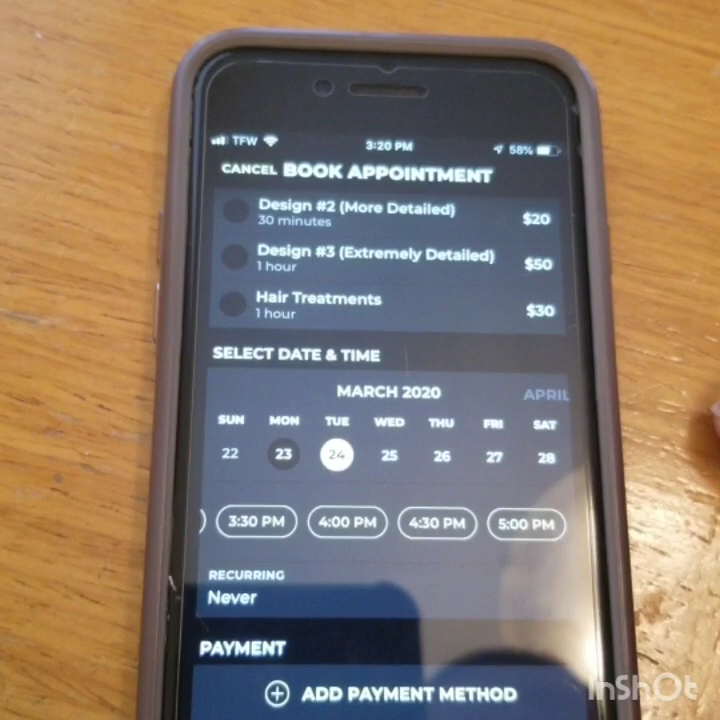 TFW 3:20 PM 58%
CANCEL BOOK APPOINTMENT
Design #2 (More Detailed)
30 minutes
$20
Design #3 (Extremely Detailed)
1 hour
$50
Hair Treatments
1 hour
$30
SELECT DATE & TIME
MARCH 2020 APRIL
SUN MON TUE WED THU FRI SAT
22 23 24 25 26 27 28
3:30 PM 4:00 PM 4:30 PM 5:00 PM
RECURRING
Never
PAYMENT
ADD PAYMENT METHOD
InShOt